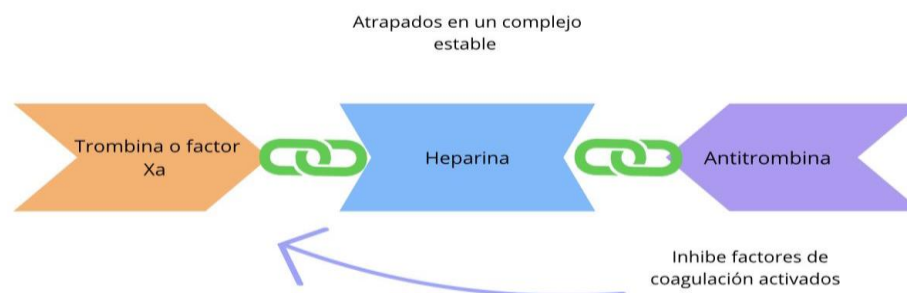 Atrapados en un complejo
estable
Trombina o factor
Xa
Heparina
Antitrombina
Inhibe factores de
coagulación activados